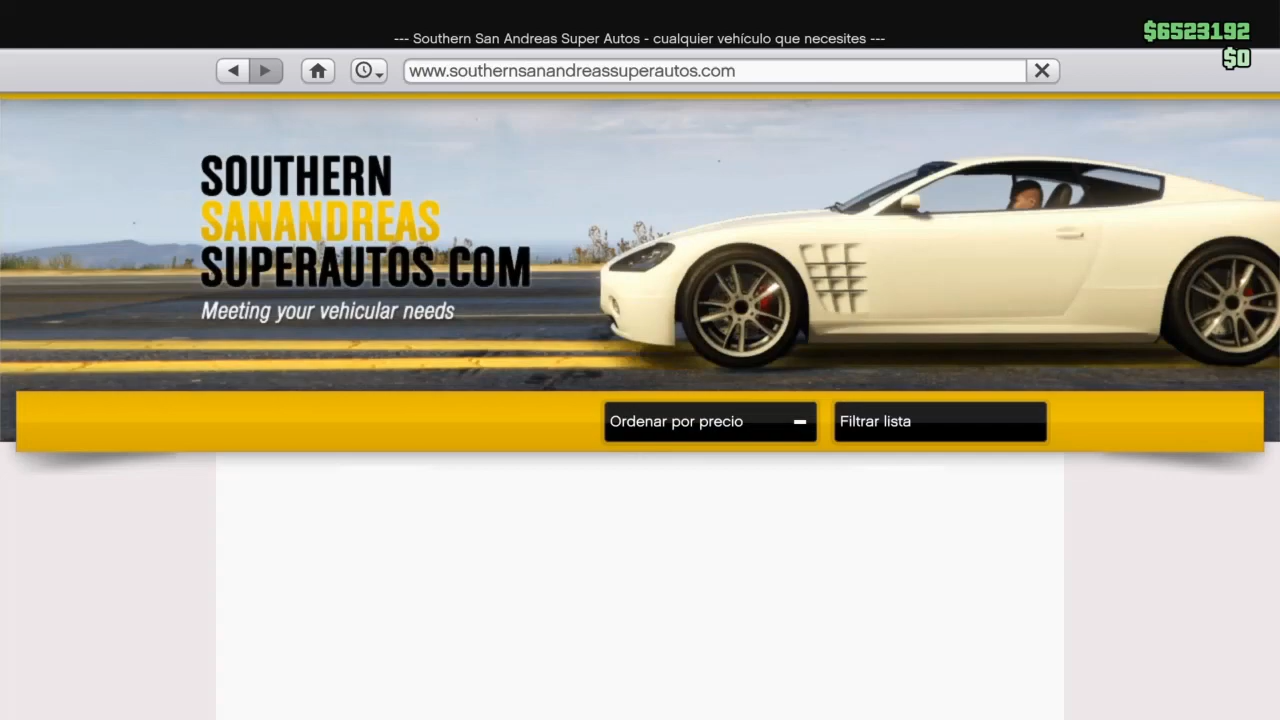 --- Southern San Andreas Super Autos - cualquier vehículo que necesites ---
$6523192
$0
www.southernsanandreassuperautos.com
SOUTHERN
SANANDREAS
SUPERAUTOS.COM
Meeting your vehicular needs
Ordenar por precio
Filtrar lista